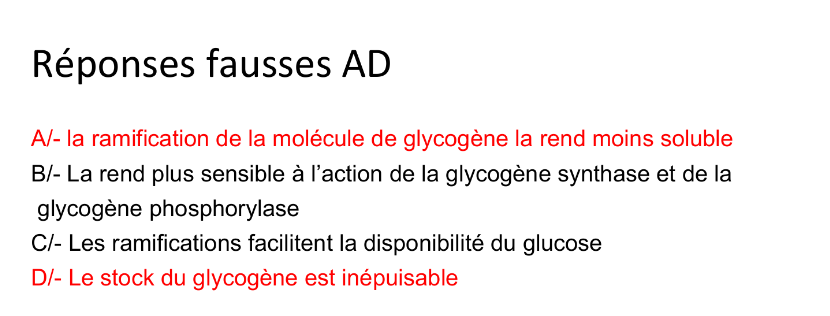 Réponses fausses AD
A/- la ramification de la molécule de glycogène la rend moins soluble
B/- La rend plus sensible à l’action de la glycogène synthase et de la
glycogène phosphorylase
C/- Les ramifications facilitent la disponibilité du glucose
D/- Le stock du glycogène est inépuisable